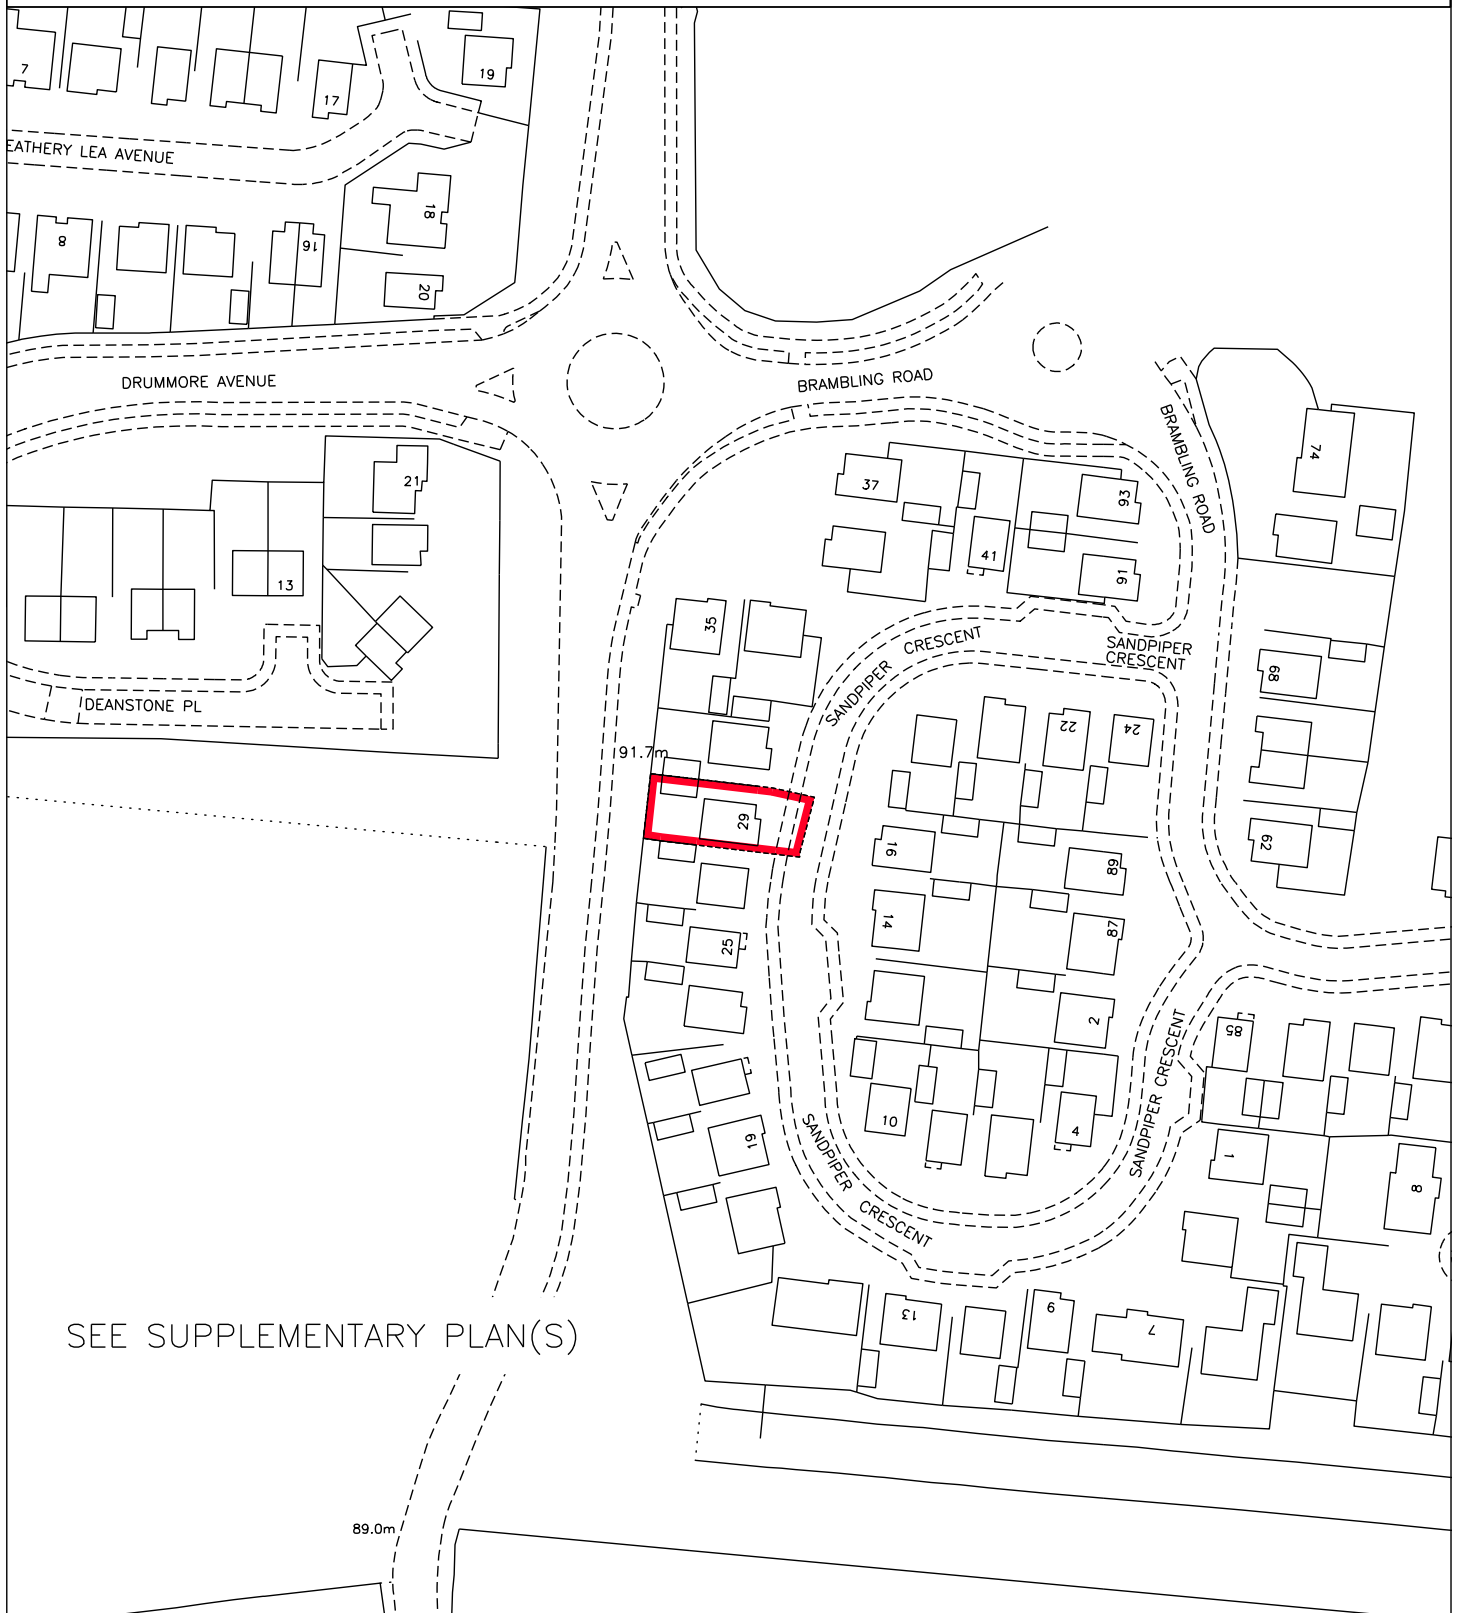 7
19
17
EATHERY LEA AVENUE
18
8
16
20
DRUMMORE AVENUE
BRAMBLING ROAD
BRAMBLING ROAD
74
21
37
93
41
13
91
35
SANDPIPER
CRESCENT
SANDPIPER
CRESCENT
68
DEANSTONE PL
22
24
91.7m
29
16
89
62
14
87
25
2
85
SANDPIPER CRESCENT
10
4
19
1
SANDPIPER
CRESCENT
8
13
9
7
SEE SUPPLEMENTARY PLAN(S)
89.0m